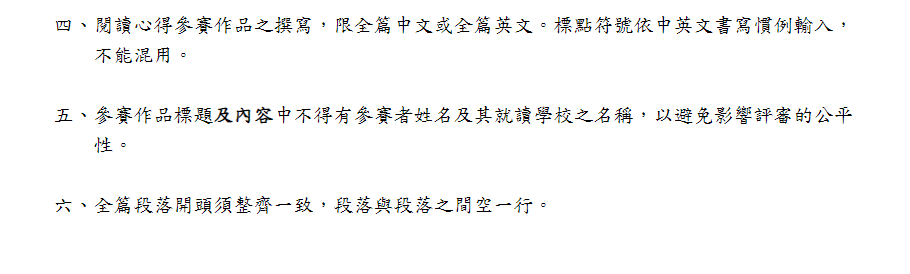 四、閱讀心得參賽作品之撰寫，限全篇中文或全篇英文。標點符號依中英文書寫慣例輸入，
不能混用。
五、參賽作品標題及內容中不得有參賽者姓名及其就讀學校之名稱，以避免影響評審的公平
性。
六、全篇段落開頭須整齊一致，段落與段落之間空一行。